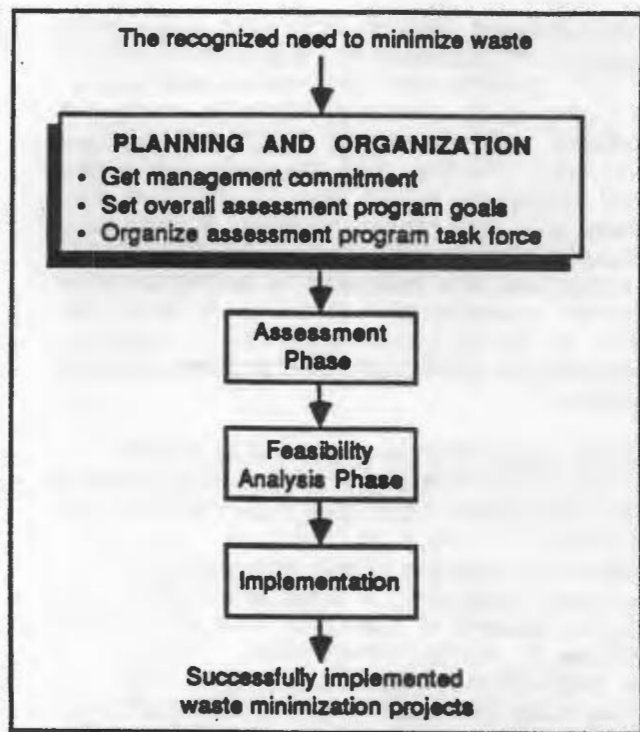 The recognized need to minimize waste
PLANNING AND ORGANIZATION
• Get management commitment
• Set overall assessment program goals
• Organize assessment program task force
Assessment
Phase
Feasibility
Analysis Phase
Implementation
Successfully implemented
waste minimization projects